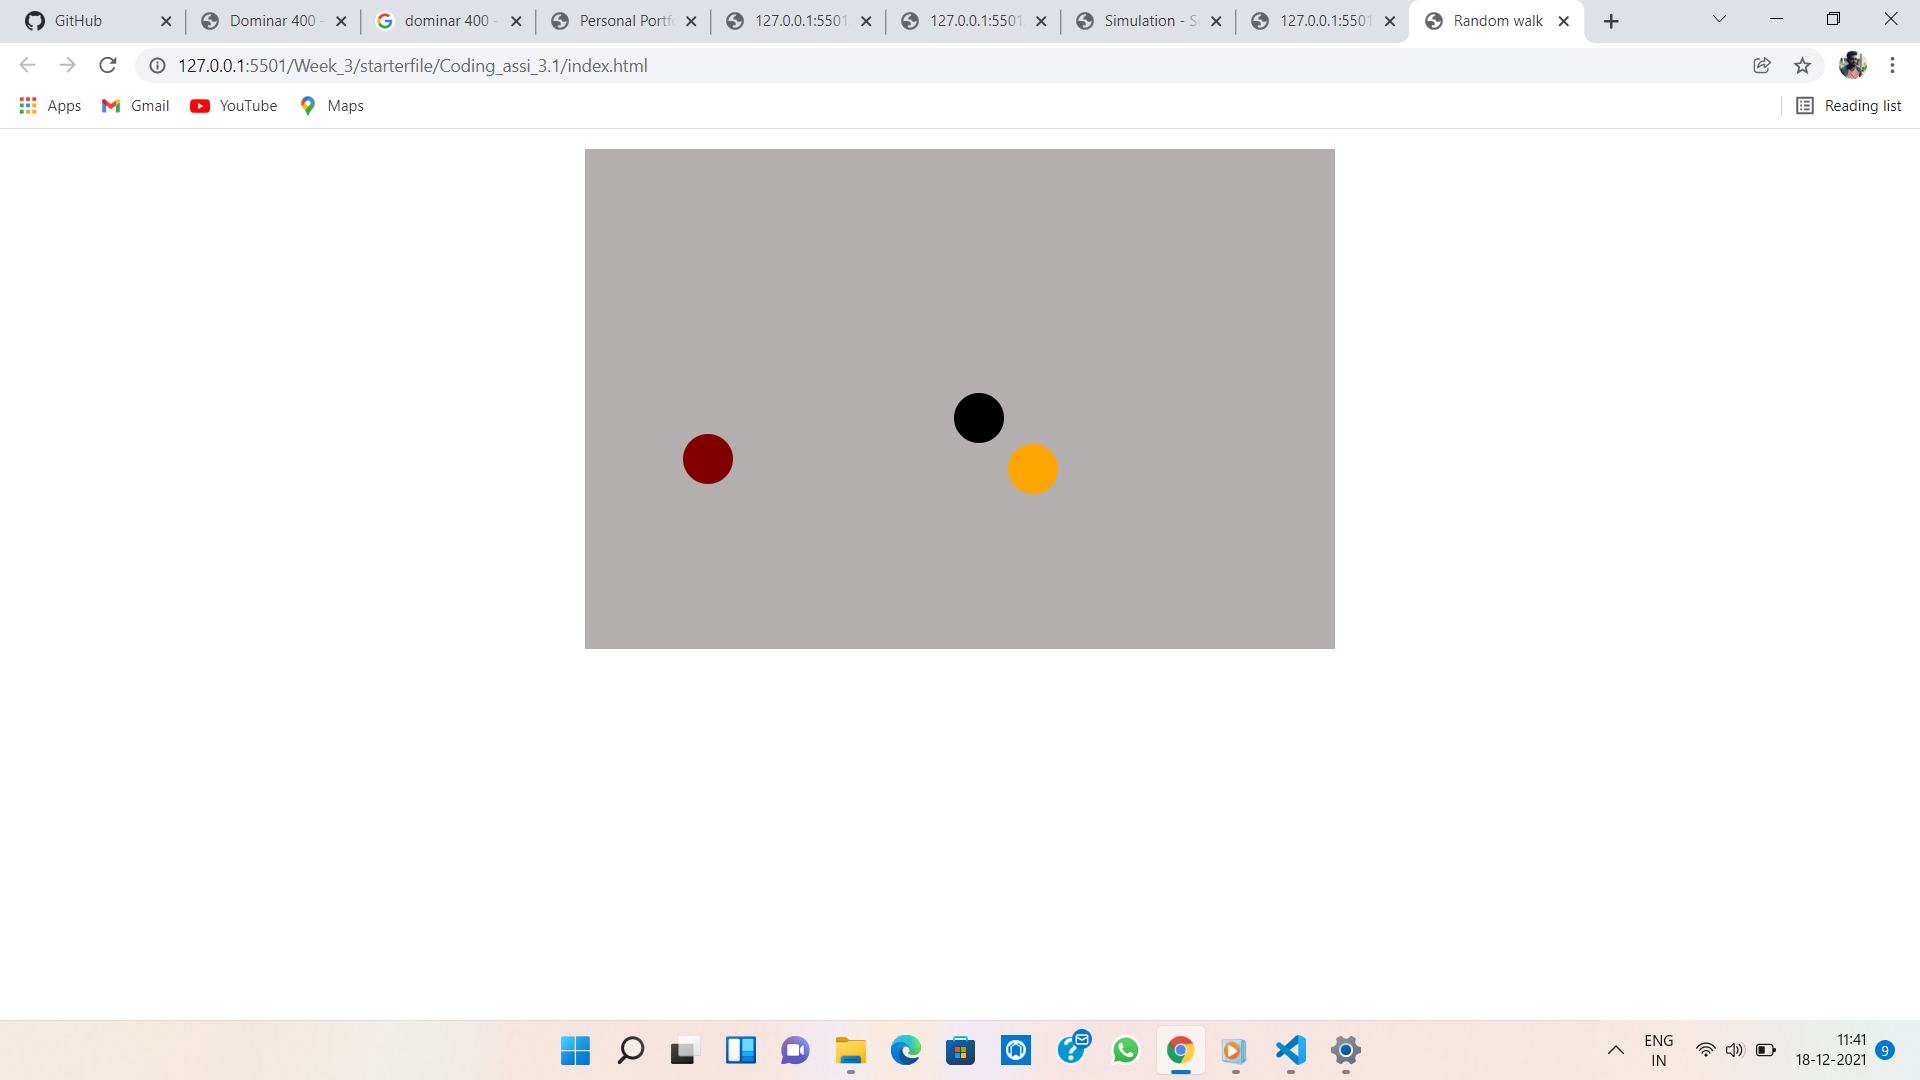 GitHub
Dominar 400 -
dominar 400 -
Personal Portfo
127.0.0.1:5501
127.0.0.1:5501
Simulation - S
127.0.0.1:5501
Random walk
127.0.0.1:5501/Week_3/starterfile/Coding_assi_3.1/index.html
Apps
Gmail
YouTube
Maps
Reading list
ENG
IN
11:41
18-12-2021
9